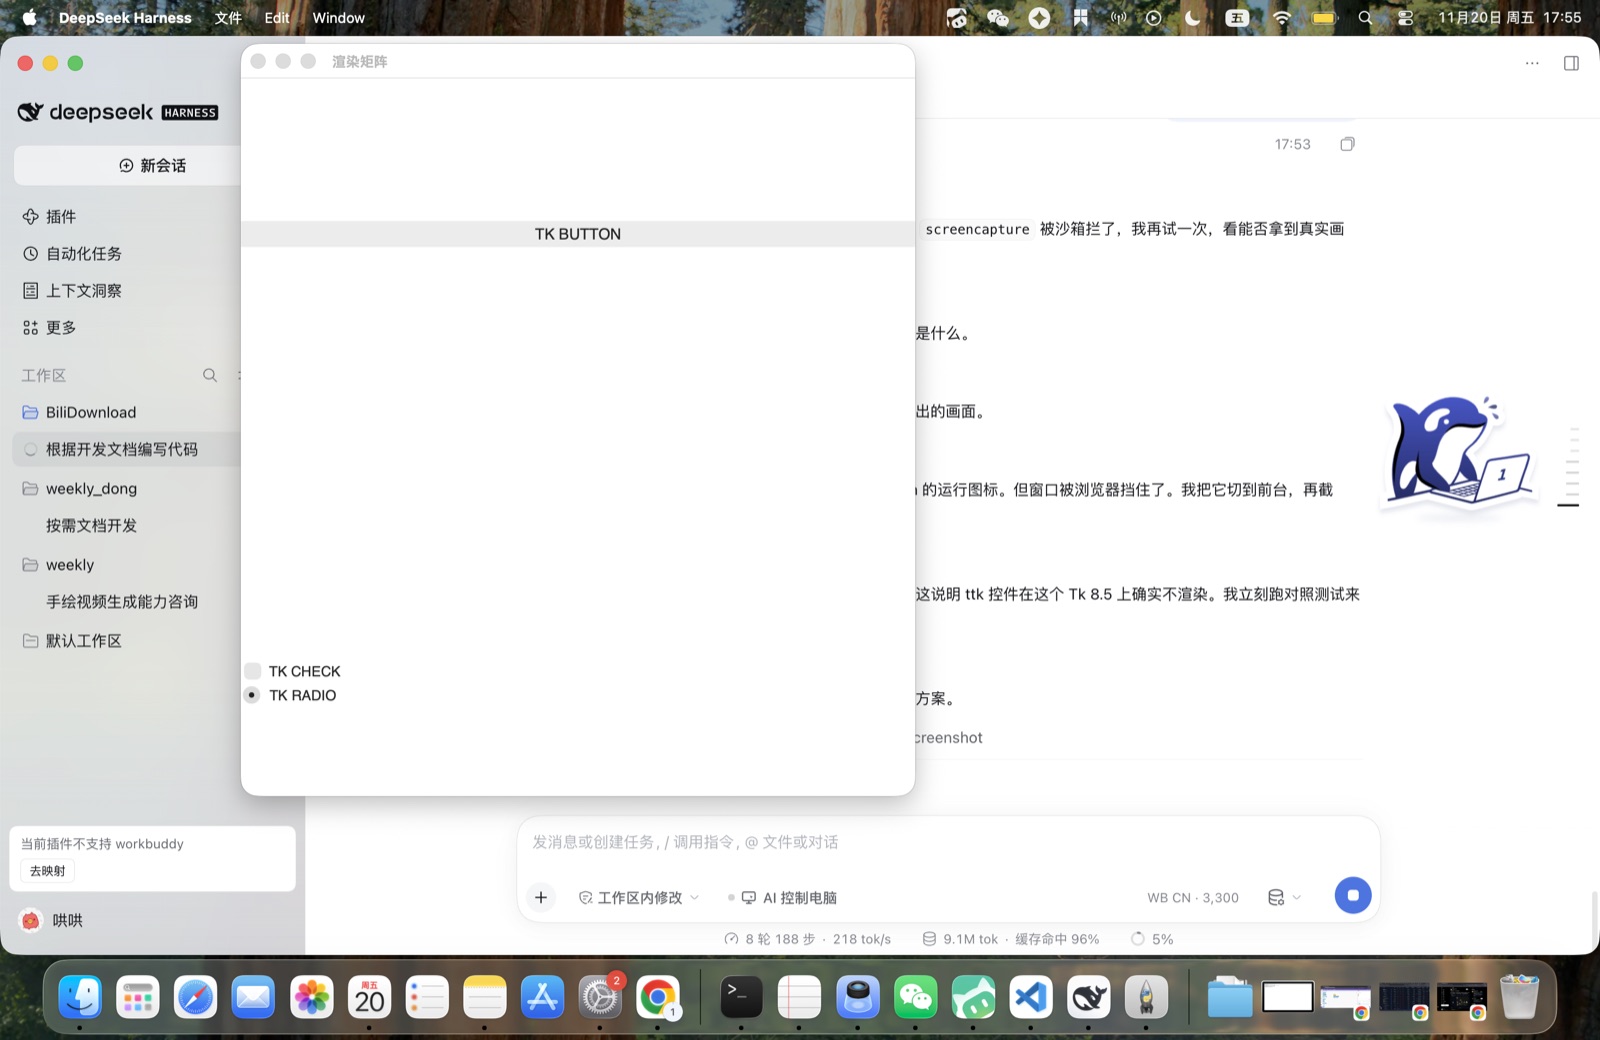 DeepSeek Harness 文件 Edit Window
五 11月20日 周五 17:55
渲染矩阵
deepseek HARNESS
新会话
插件
自动化任务
上下文洞察
更多
工作区
BiliDownload
根据开发文档编写代码
weekly_dong
按需文档开发
weekly
手绘视频生成能力咨询
默认工作区
当前插件不支持 workbuddy
去映射
哄哄
TK BUTTON
TK CHECK
TK RADIO
17:53
screencapture 被沙箱拦了，我再试一次，看能否拿到真实画
是什么。
出的画面。
的运行图标。但窗口被浏览器挡住了。我把它切到前台，再截
这说明 ttk 控件在这个 Tk 8.5 上确实不渲染。我立刻跑对照测试来
方案。
creenshot
1
发消息或创建任务, / 调用指令, @ 文件或对话
工作区内修改 AI 控制电脑 WB CN · 3,300
8 轮 188 步 · 218 tok/s 9.1M tok · 缓存命中 96% 5%
周五
20
2
1